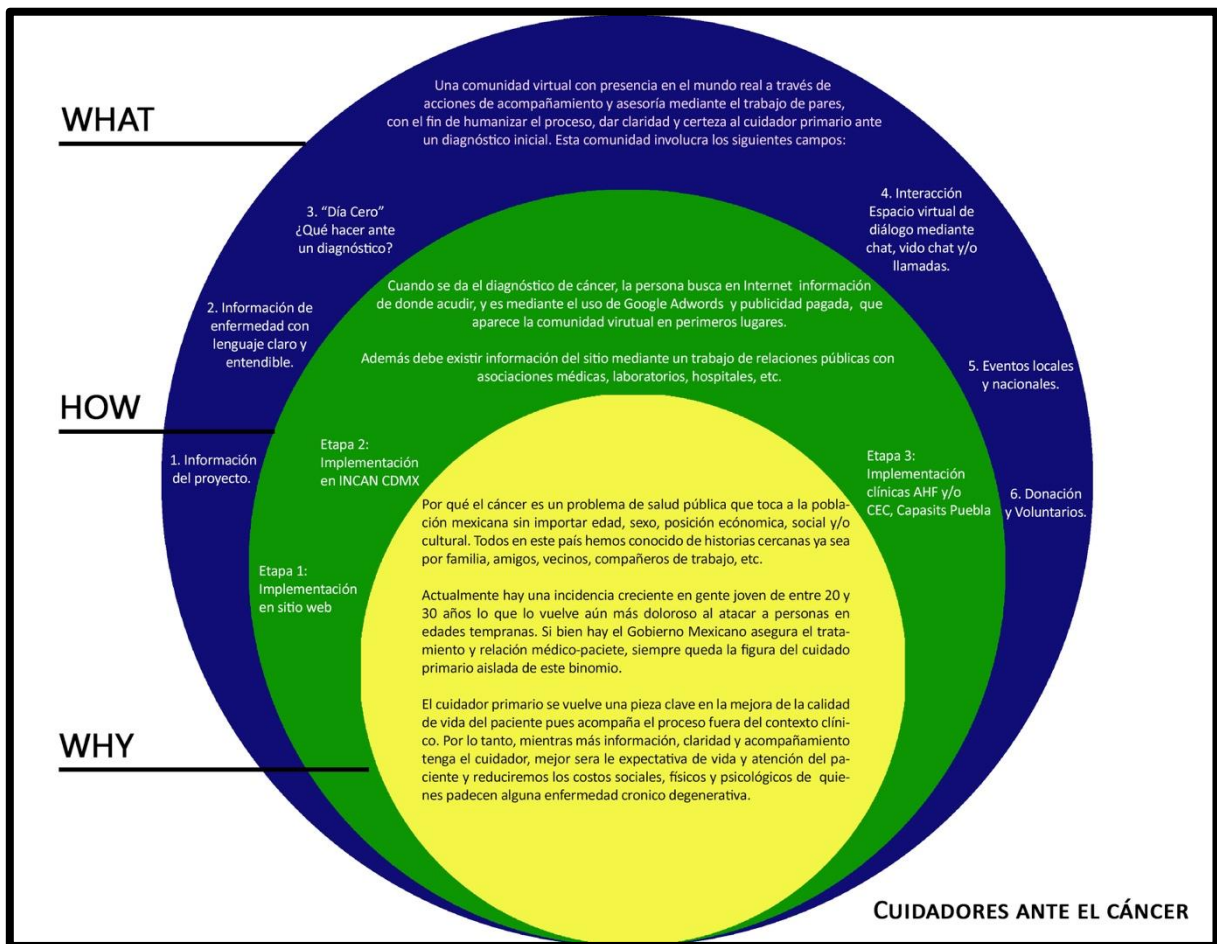 WHAT
Una comunidad virtual con presencia en el mundo real a través de
acciones de acompañamiento y asesoría mediante el trabajo de pares,
con el fin de humanizar el proceso, dar claridad y certeza al cuidador primario ante
un diagnóstico inicial. Esta comunidad involucra los siguientes campos:
3. “Día Cero”
¿Qué hacer ante
un diagnóstico?
4. Interacción
Espacio virtual de
diálogo mediante
chat, vido chat y/o
llamadas.
2. Información de
enfermedad con
lenguaje claro y
entendible.
5. Eventos locales
y nacionales.
1. Información
del proyecto.
6. Donación
y Voluntarios.
HOW
Cuando se da el diagnóstico de cáncer, la persona busca en Internet información
de donde acudir, y es mediante el uso de Google Adwords y publicidad pagada, que
aparece la comunidad virutual en perimeros lugares.
Además debe existir información del sitio mediante un trabajo de relaciones públicas con
asociaciones médicas, laboratorios, hospitales, etc.
Etapa 2:
Implementación
en INCAN CDMX
Etapa 3:
Implementación
clínicas AHF y/o
CEC, Capasits Puebla
Etapa 1:
Implementación
en sitio web
WHY
Por qué el cáncer es un problema de salud pública que toca a la pobla-
ción mexicana sin importar edad, sexo, posición ecónomica, social y/o
cultural. Todos en este país hemos conocido de historias cercanas ya sea
por familia, amigos, vecinos, compañeros de trabajo, etc.
Actualmente hay una incidencia creciente en gente joven de entre 20 y
30 años lo que lo vuelve aún más doloroso al atacar a personas en
edades tempranas. Si bien hay el Gobierno Mexicano asegura el trata-
miento y relación médico-paciete, siempre queda la figura del cuidado
primario aislada de este binomio.
El cuidador primario se vuelve una pieza clave en la mejora de la calidad
de vida del paciente pues acompaña el proceso fuera del contexto clíni-
co. Por lo tanto, mientras más información, claridad y acompañamiento
tenga el cuidador, mejor sera le expectativa de vida y atención del pa-
ciente y reduciremos los costos sociales, físicos y psicológicos de quie-
nes padecen alguna enfermedad cronico degenerativa.
CUIDADORES ANTE EL CÁNCER